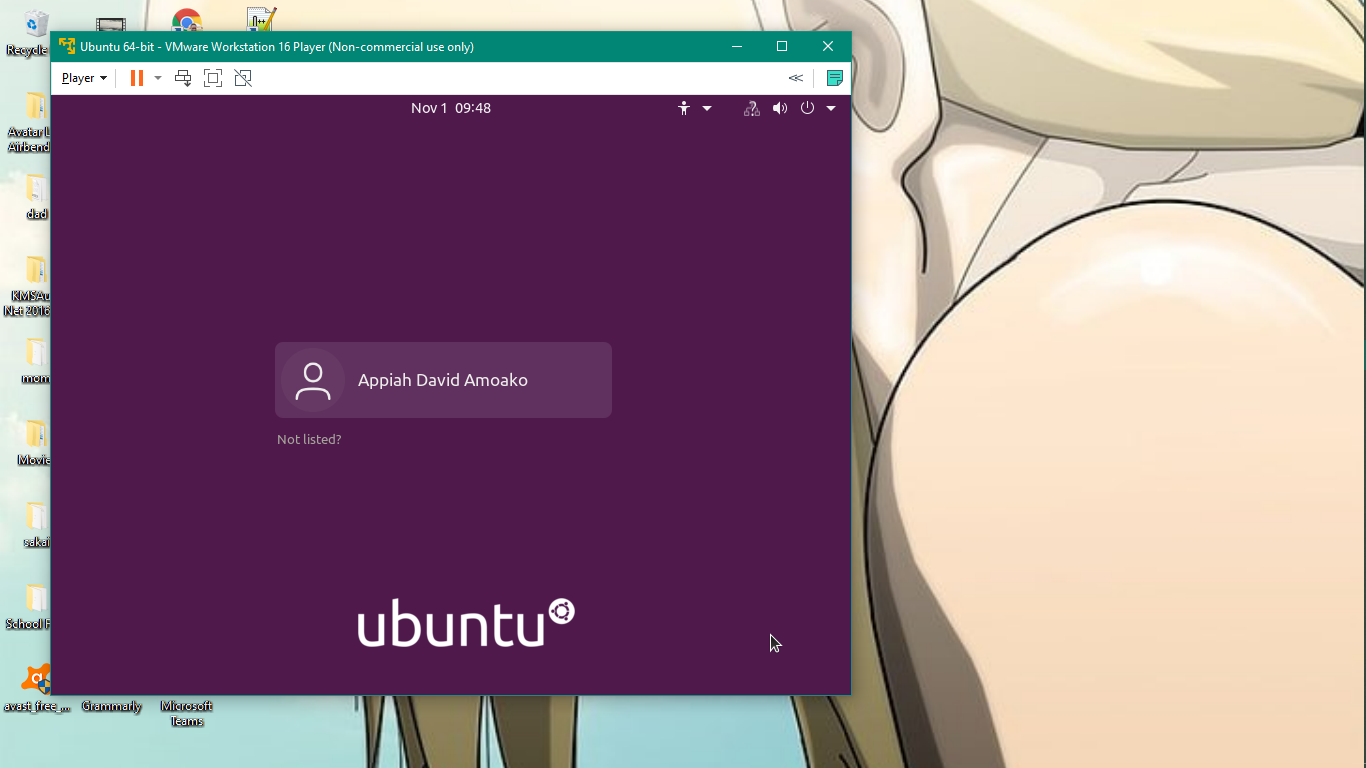 Recycle
Ubuntu 64-bit - VMware Workstation 16 Player (Non-commercial use only)
Player
Nov 1 09:48
Avatar L
Airbend
dad
KMSAu
Net 2016
mom
Appiah David Amoako
Not listed?
Movie
sakai
School F
ubuntu
avast_free_...
Grammarly
Microsoft
Teams